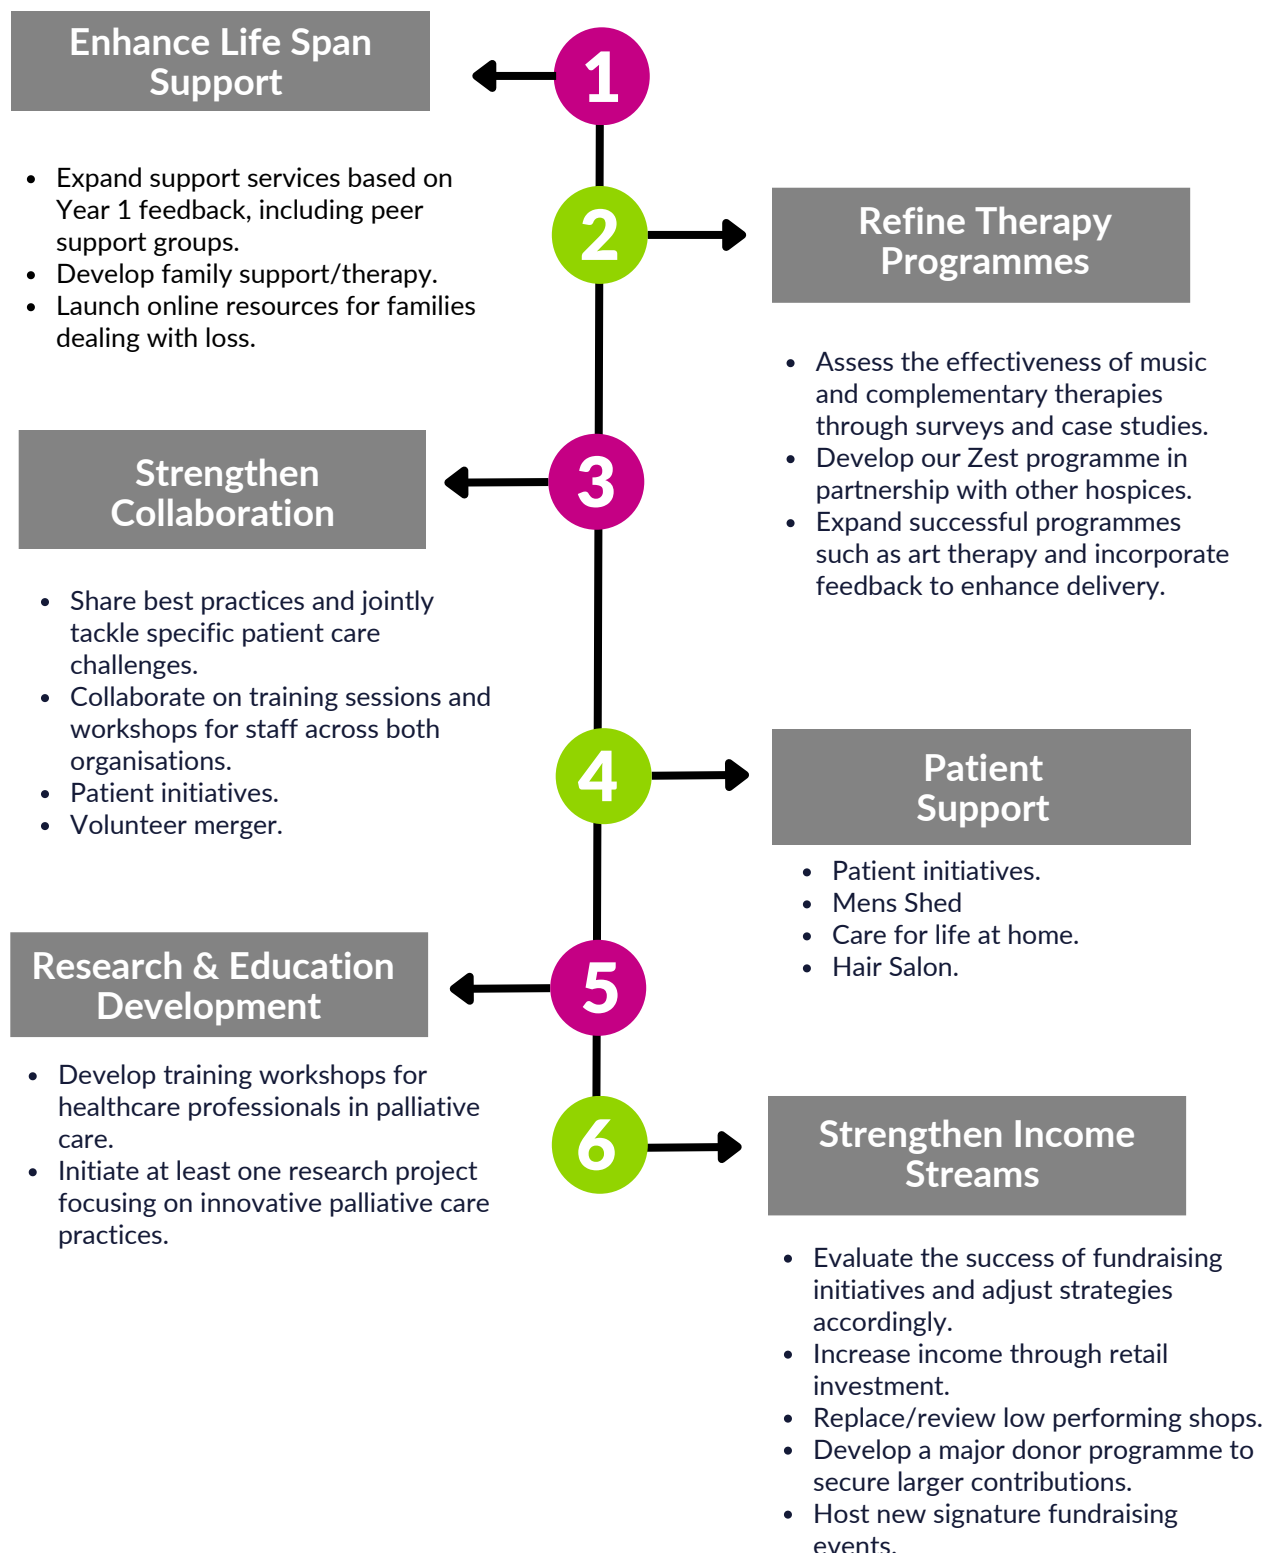 1
Enhance Life Span
Support
• Expand support services based on
Year 1 feedback, including peer
support groups.
• Develop family support/therapy.
• Launch online resources for families
dealing with loss.
2
Refine Therapy
Programmes
• Assess the effectiveness of music
and complementary therapies
through surveys and case studies.
• Develop our Zest programme in
partnership with other hospices.
• Expand successful programmes
such as art therapy and incorporate
feedback to enhance delivery.
3
Strengthen
Collaboration
• Share best practices and jointly
tackle specific patient care
challenges.
• Collaborate on training sessions and
workshops for staff across both
organisations.
• Patient initiatives.
• Volunteer merger.
4
Patient
Support
• Patient initiatives.
• Mens Shed
• Care for life at home.
• Hair Salon.
5
Research & Education
Development
• Develop training workshops for
healthcare professionals in palliative
care.
• Initiate at least one research project
focusing on innovative palliative care
practices.
6
Strengthen Income
Streams
• Evaluate the success of fundraising
initiatives and adjust strategies
accordingly.
• Increase income through retail
investment.
• Replace/review low performing shops.
• Develop a major donor programme to
secure larger contributions.
• Host new signature fundraising
events.